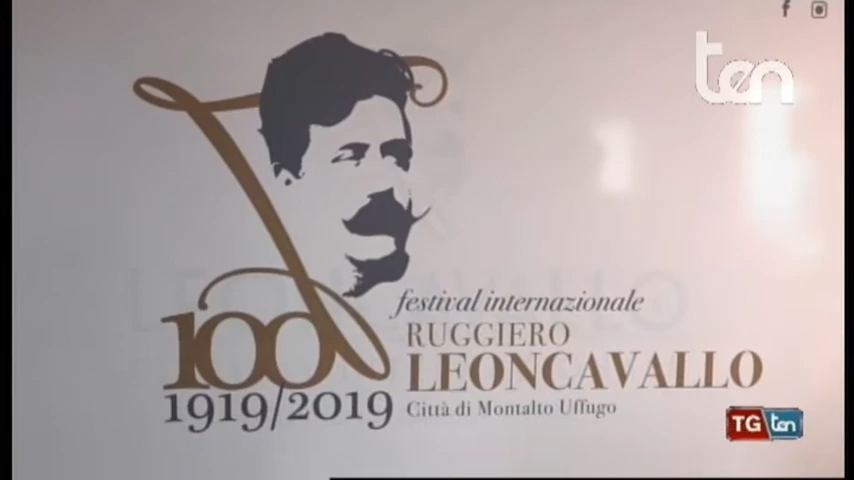 ten
festival internazionale
RUGGIERO
LEONCAVALLO
100
1919/2019
Città di Montalto Uffugo
TG ten